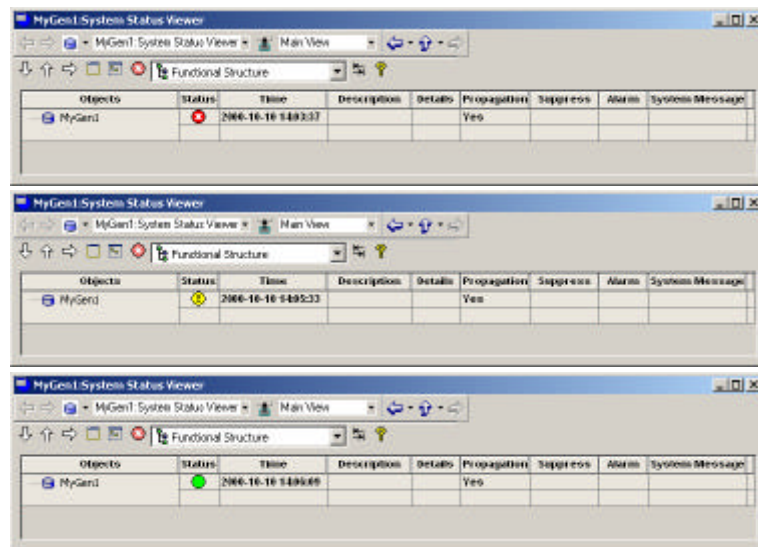 MyGen1:System Status Viewer
MyGen1:System Status Viewer Main View
Functional Structure
Objects Status Time Description Details Propagation Suppress Alarm System Message
MyGen1 2000-10-10 14:03:37 Yes
MyGen1:System Status Viewer
MyGen1:System Status Viewer Main View
Functional Structure
Objects Status Time Description Details Propagation Suppress Alarm System Message
MyGen1 2000-10-10 14:05:33 Yes
MyGen1:System Status Viewer
MyGen1:System Status Viewer Main View
Functional Structure
Objects Status Time Description Details Propagation Suppress Alarm System Message
MyGen1 2000-10-10 14:06:09 Yes